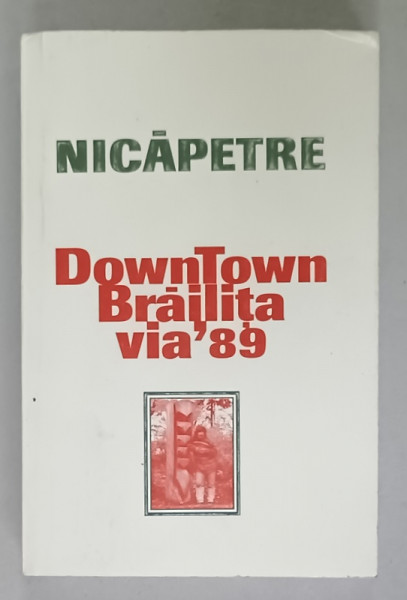 NICĂPETRE
DownTown
Brăilița
via '89